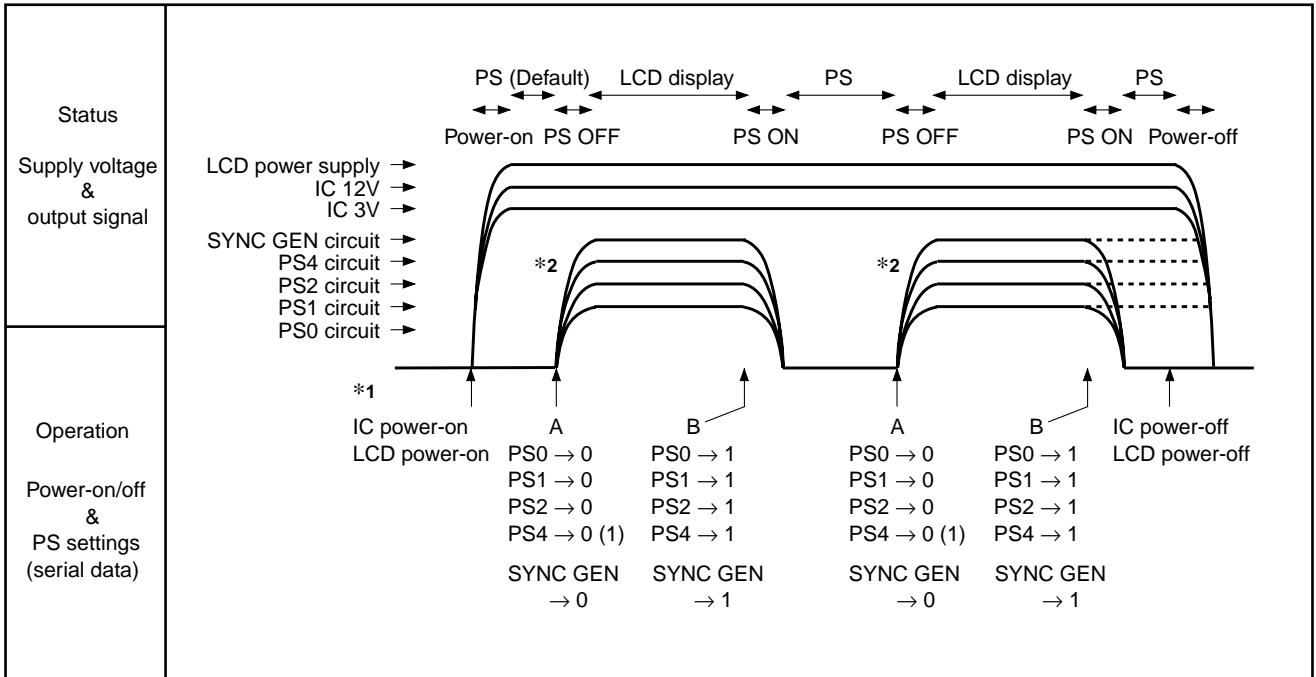 Status
Supply voltage
&
output signal
PS (Default) LCD display PS LCD display PS
Power-on PS OFF PS ON PS OFF PS ON Power-off
LCD power supply
IC 12V
IC 3V
SYNC GEN circuit
PS4 circuit
PS2 circuit
PS1 circuit
PS0 circuit
*2 *2
Operation
Power-on/off
&
PS settings
(serial data)
*1
IC power-on
LCD power-on
A
PS0 → 0
PS1 → 0
PS2 → 0
PS4 → 0 (1)
SYNC GEN
→ 0
B
PS0 → 1
PS1 → 1
PS2 → 1
PS4 → 1
SYNC GEN
→ 1
A
PS0 → 0
PS1 → 0
PS2 → 0
PS4 → 0 (1)
SYNC GEN
→ 0
B
PS0 → 1
PS1 → 1
PS2 → 1
PS4 → 1
SYNC GEN
→ 1
IC power-off
LCD power-off